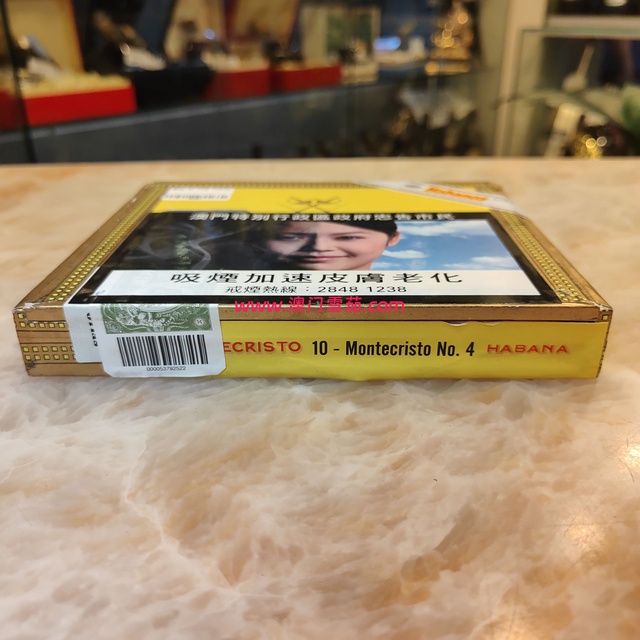 澳門特別行政區政府忠告市民
吸煙加速皮膚老化
戒煙熱線：2848 1238
www.澳门雪茄.com
ECRISTO 10 - Montecristo No. 4 HABANA
000053792522